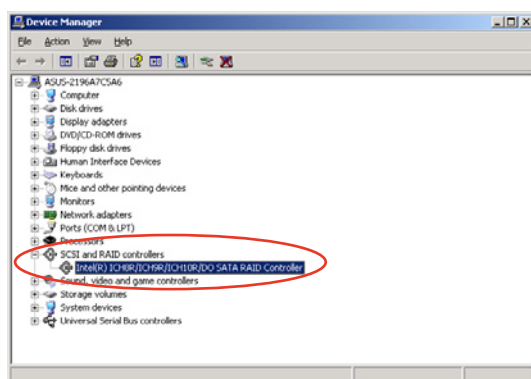 Device Manager
File Action View Help
ASUS-2196A7C5A6
Computer
Disk drives
Display adapters
DVD/CD-ROM drives
Floppy disk drives
Human Interface Devices
Keyboards
Mice and other pointing devices
Monitors
Network adapters
Ports (COM & LPT)
Processors
SCSI and RAID controllers
Intel(R) ICH8R/ICH9R/ICH10R/DO SATA RAID Controller
Sound, video and game controllers
Storage volumes
System devices
Universal Serial Bus controllers